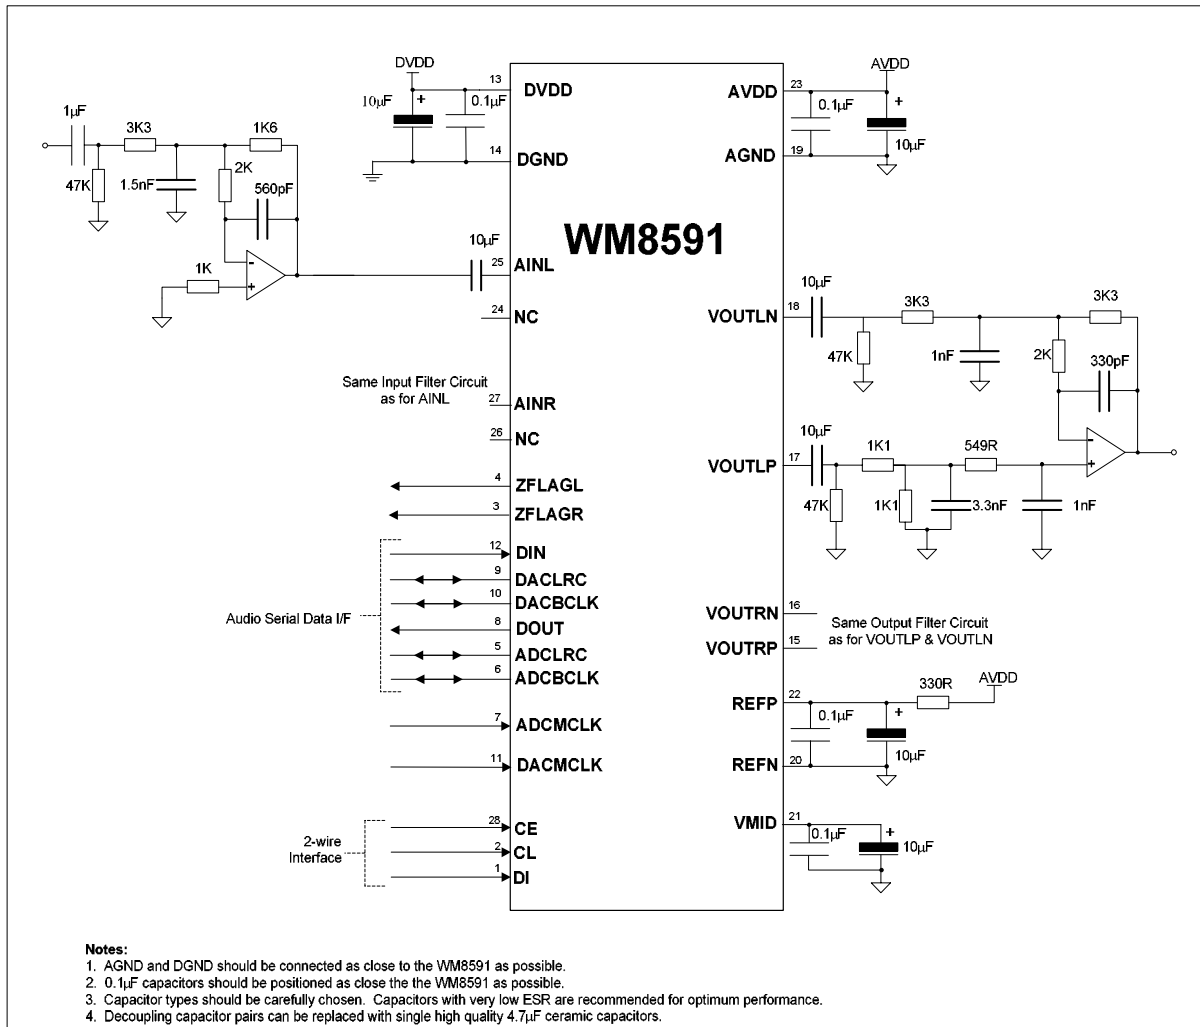 DVDD
13
DVDD
10µF
+
0.1µF
14
DGND
1µF
3K3
1K6
47K
1.5nF
2K
560pF
-
+
1K
10µF
25
AINL
24
NC
Same Input Filter Circuit
as for AINL
27
AINR
26
NC
4
ZFLAGL
3
ZFLAGR
12
DIN
9
DACLRC
10
DACBCLK
Audio Serial Data I/F
8
DOUT
5
ADCLRC
6
ADCBCLK
7
ADCMCLK
11
DACMCLK
28
CE
2-wire
Interface
2
CL
1
DI
WM8591
AVDD
AVDD
23
0.1µF
+
10µF
AGND
19
VOUTLN
18
10µF
3K3
3K3
47K
1nF
2K
330pF
-
+
VOUTLP
17
10µF
1K1
549R
47K
1K1
3.3nF
1nF
VOUTRN
16
VOUTRP
15
Same Output Filter Circuit
as for VOUTLP & VOUTLN
REFP
22
330R
AVDD
0.1µF
+
10µF
REFN
20
VMID
21
0.1µF
+
10µF
Notes:
1. AGND and DGND should be connected as close to the WM8591 as possible.
2. 0.1µF capacitors should be positioned as close the the WM8591 as possible.
3. Capacitor types should be carefully chosen. Capacitors with very low ESR are recommended for optimum performance.
4. Decoupling capacitor pairs can be replaced with single high quality 4.7µF ceramic capacitors.